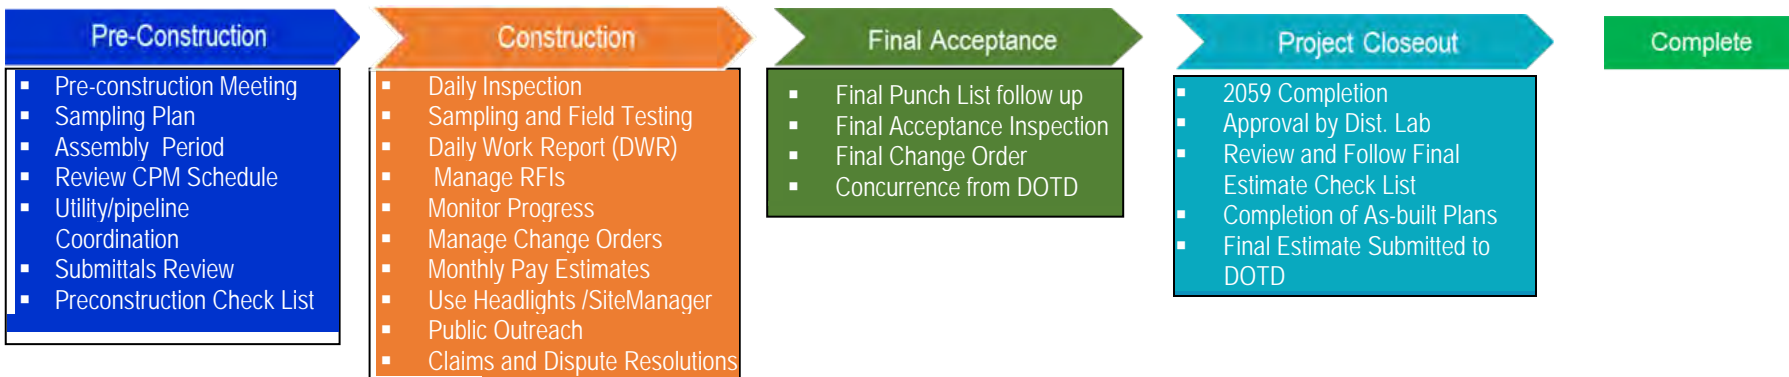 Pre-Construction
Pre-construction Meeting
Sampling Plan
Assembly Period
Review CPM Schedule
Utility/pipeline
Coordination
Submittals Review
Preconstruction Check List
Construction
Daily Inspection
Sampling and Field Testing
Daily Work Report (DWR)
Manage RFIs
Monitor Progress
Manage Change Orders
Monthly Pay Estimates
Use Headlights /SiteManager
Public Outreach
Claims and Dispute Resolutions
Final Acceptance
Final Punch List follow up
Final Acceptance Inspection
Final Change Order
Concurrence from DOTD
Project Closeout
2059 Completion
Approval by Dist. Lab
Review and Follow Final
Estimate Check List
Completion of As-built Plans
Final Estimate Submitted to
DOTD
Complete